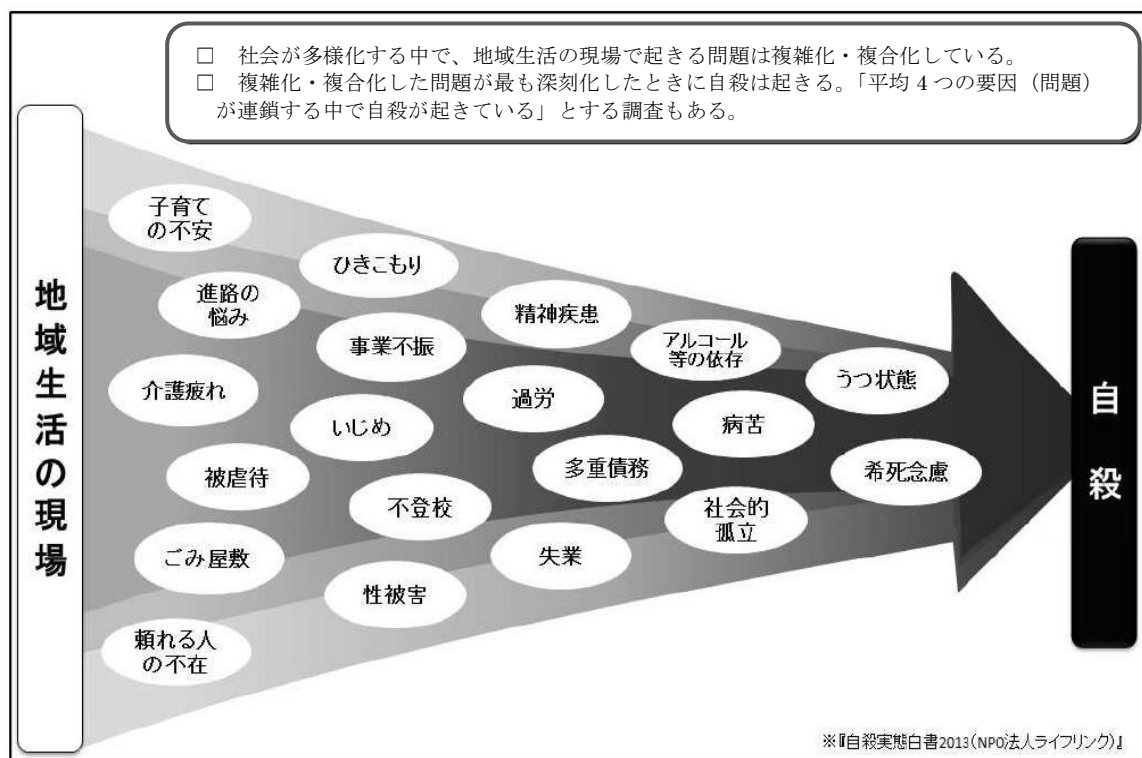 □ 社会が多様化する中で、地域生活の現場で起きる問題は複雑化・複合化している。
□ 複雑化・複合化した問題が最も深刻化したときに自殺は起きる。「平均 4 つの要因（問題）
が連鎖する中で自殺が起きている」とする調査もある。
地域生活の現場
子育て
の不安
進路の
悩み
介護疲れ
被虐待
ごみ屋敷
頼れる人
の不在
ひきこもり
事業不振
いじめ
不登校
性被害
精神疾患
過労
多重債務
失業
アルコール
等の依存
病苦
社会的
孤立
うつ状態
希死念慮
自殺
※『自殺実態白書2013(NPO法人ライフリンク)』